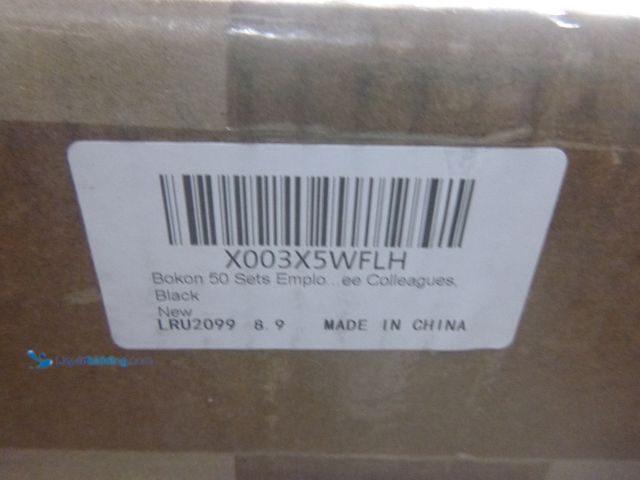 X003X5WFLH
Bokon 50 Sets Emplo...ee Colleagues,
Black
New
LRU2099 8.9 MADE IN CHINA